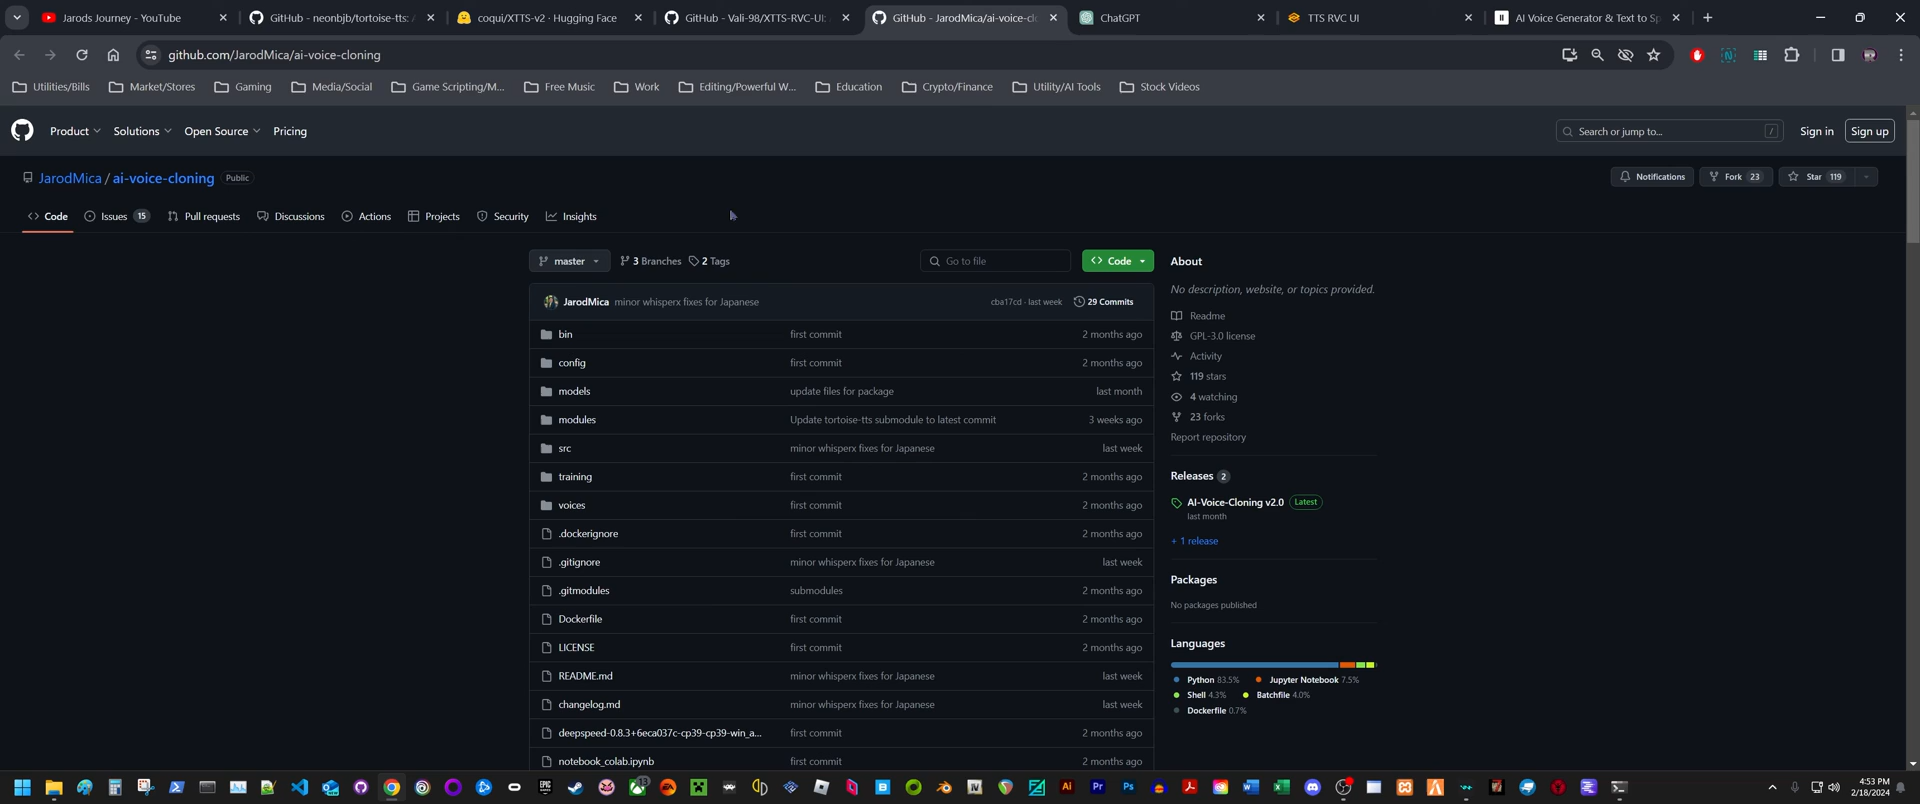 Jarods Journey - YouTube
GitHub - neonbjb/tortoise-tts: A
coqui/XTTS-v2 · Hugging Face
GitHub - Vali-98/XTTS-RVC-UI:
GitHub - JarodMica/ai-voice-cl
ChatGPT
TTS RVC UI
AI Voice Generator & Text to Sp
github.com/JarodMica/ai-voice-cloning
Utilities/Bills
Market/Stores
Gaming
Media/Social
Game Scripting/M...
Free Music
Work
Editing/Powerful W...
Education
Crypto/Finance
Utility/AI Tools
Stock Videos
Product
Solutions
Open Source
Pricing
Search or jump to...
/
Sign in
Sign up
JarodMica / ai-voice-cloning
Public
Notifications
Fork 23
Star 119
Code
Issues 15
Pull requests
Discussions
Actions
Projects
Security
Insights
master
3 Branches
2 Tags
Go to file
Code
JarodMica minor whisperx fixes for Japanese
cba17cd · last week
29 Commits
bin first commit 2 months ago
config first commit 2 months ago
models update files for package last month
modules Update tortoise-tts submodule to latest commit 3 weeks ago
src minor whisperx fixes for Japanese last week
training first commit 2 months ago
voices first commit 2 months ago
.dockerignore first commit 2 months ago
.gitignore minor whisperx fixes for Japanese last week
.gitmodules submodules 2 months ago
Dockerfile first commit 2 months ago
LICENSE first commit 2 months ago
README.md minor whisperx fixes for Japanese last week
changelog.md minor whisperx fixes for Japanese last week
deepspeed-0.8.3+6eca037c-cp39-cp39-win_a... first commit 2 months ago
notebook_colab.ipynb first commit 2 months ago
About
No description, website, or topics provided.
Readme
GPL-3.0 license
Activity
119 stars
4 watching
23 forks
Report repository
Releases 2
AI-Voice-Cloning v2.0 Latest
last month
+ 1 release
Packages
No packages published
Languages
Python 83.5%
Jupyter Notebook 7.5%
Shell 4.3%
Batchfile 4.0%
Dockerfile 0.7%
13
Ai
Pr
Ps
4:53 PM
2/18/2024